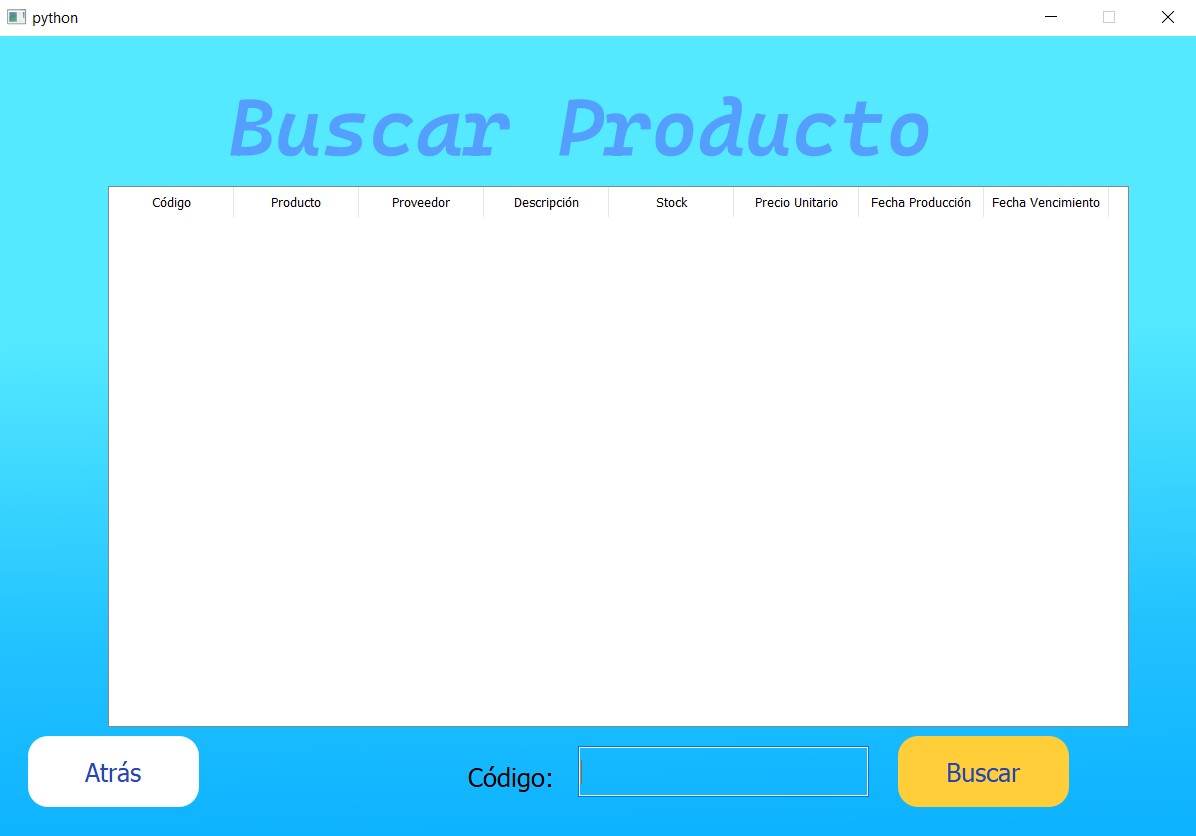 python
Buscar Producto
Código Producto Proveedor Descripción Stock Precio Unitario Fecha Producción Fecha Vencimiento
Atrás Código: Buscar